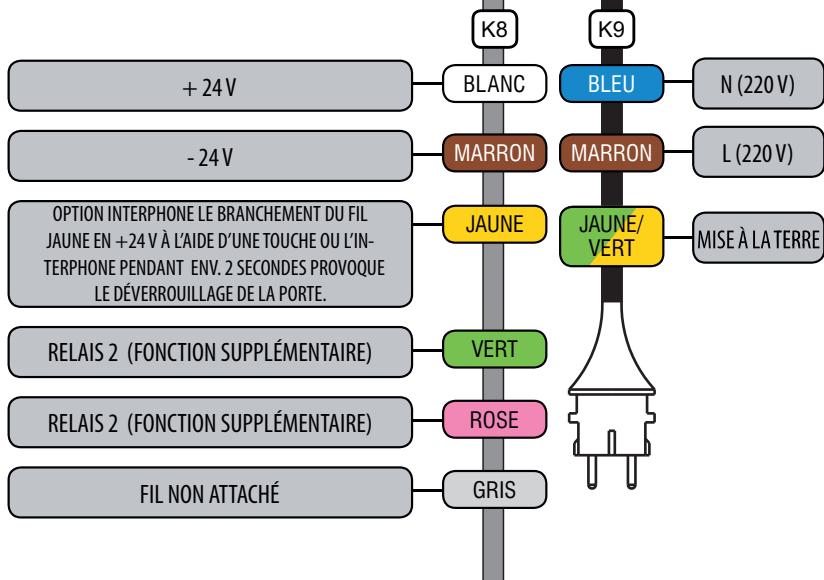 K8
K9
+ 24 V
BLANC
BLEU
N (220 V)
- 24 V
MARRON
MARRON
L (220 V)
OPTION INTERPHONE LE BRANCHEMENT DU FIL
JAUNE EN +24 V À L'AIDE D'UNE TOUCHE OU L'IN-
TERPHONE PENDANT ENV. 2 SECONDES PROVOQUE
LE DÉVERROUILLAGE DE LA PORTE.
JAUNE
JAUNE/
VERT
MISE À LA TERRE
RELAIS 2 (FONCTION SUPPLÉMENTAIRE)
VERT
RELAIS 2 (FONCTION SUPPLÉMENTAIRE)
ROSE
FIL NON ATTACHÉ
GRIS